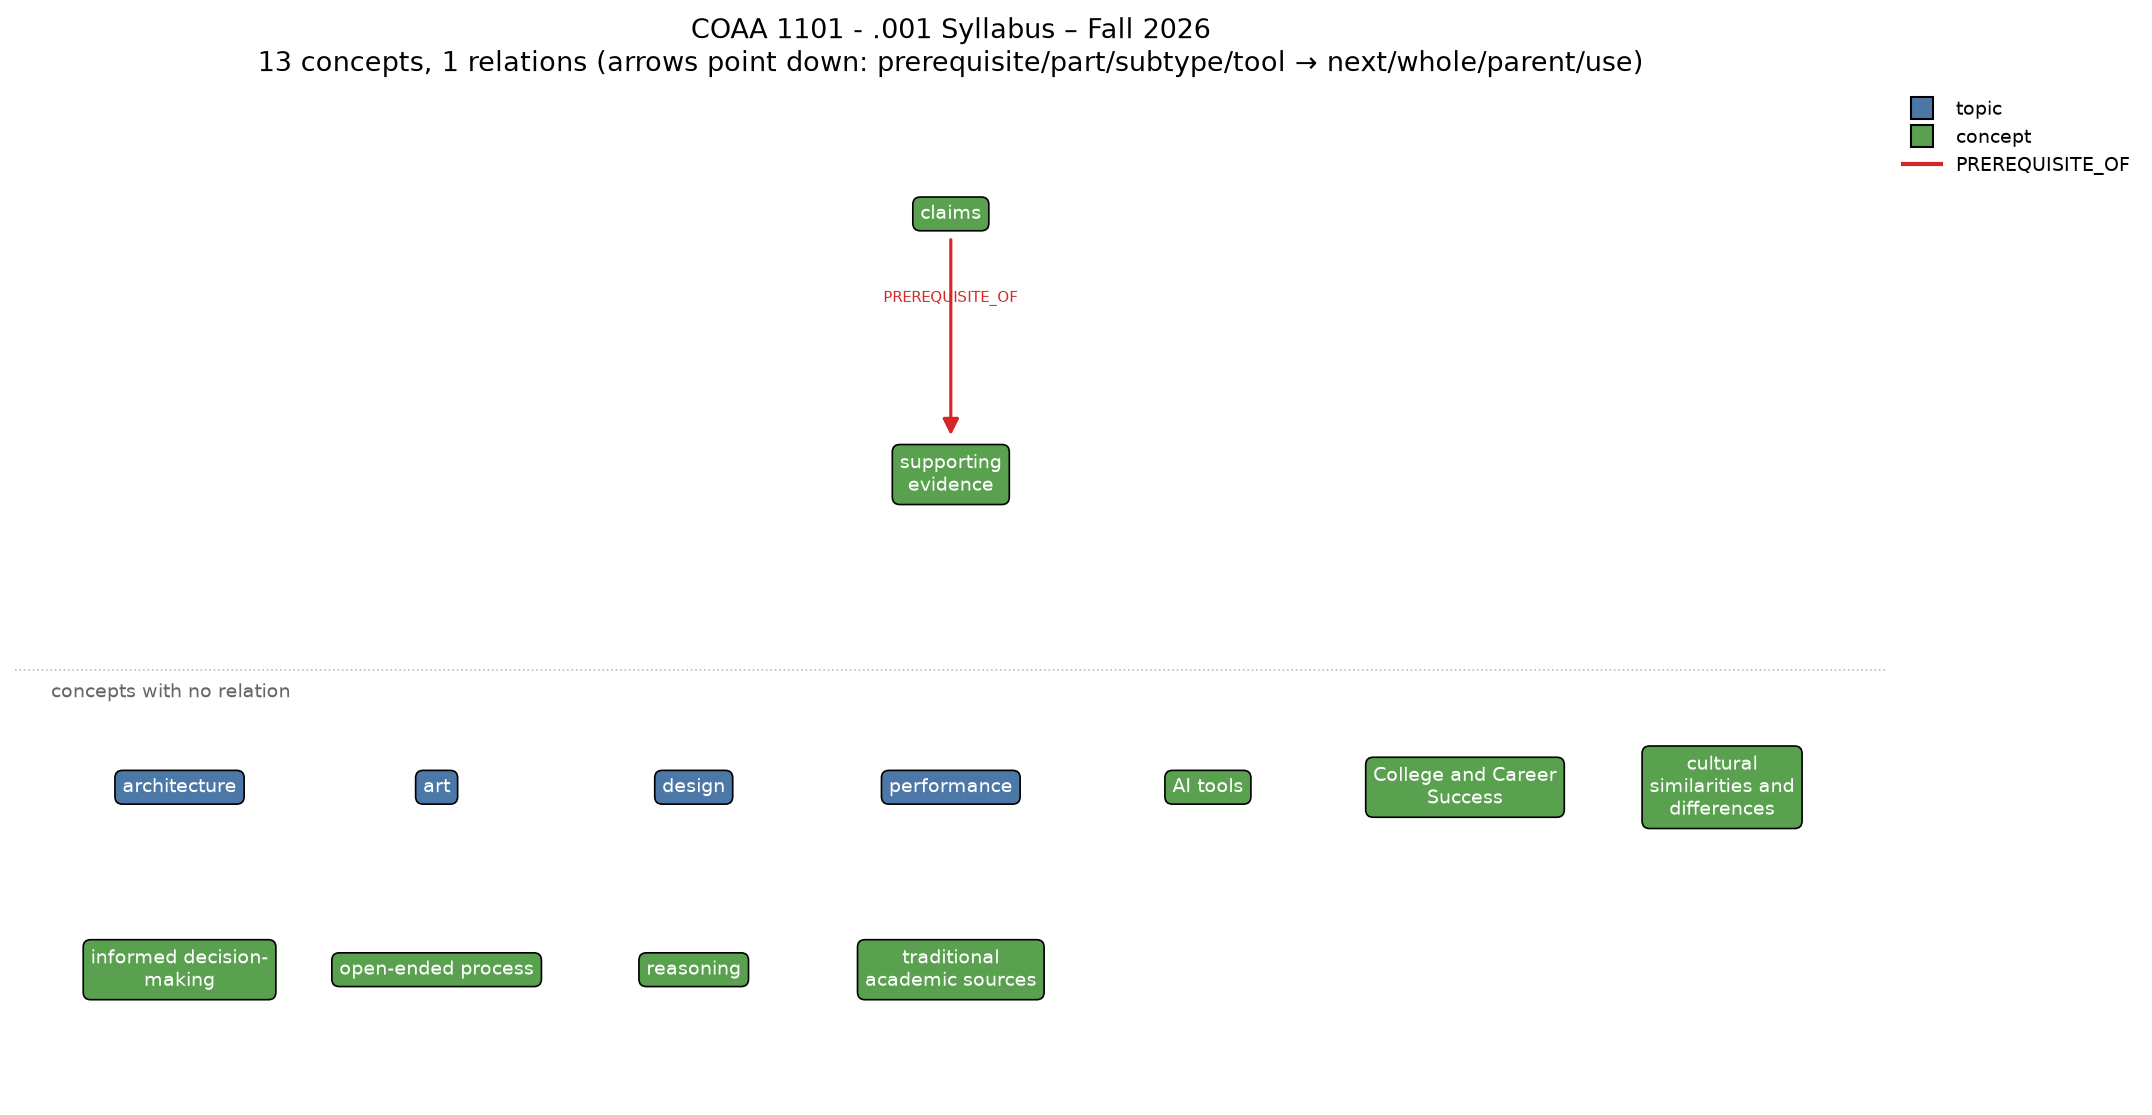 COAA 1101 - .001 Syllabus – Fall 2026
13 concepts, 1 relations (arrows point down: prerequisite/part/subtype/tool → next/whole/parent/use)
topic
concept
PREREQUISITE_OF
claims
PREREQUISITE_OF
supporting
evidence
concepts with no relation
architecture
art
design
performance
AI tools
College and Career
Success
cultural
similarities and
differences
informed decision-
making
open-ended process
reasoning
traditional
academic sources